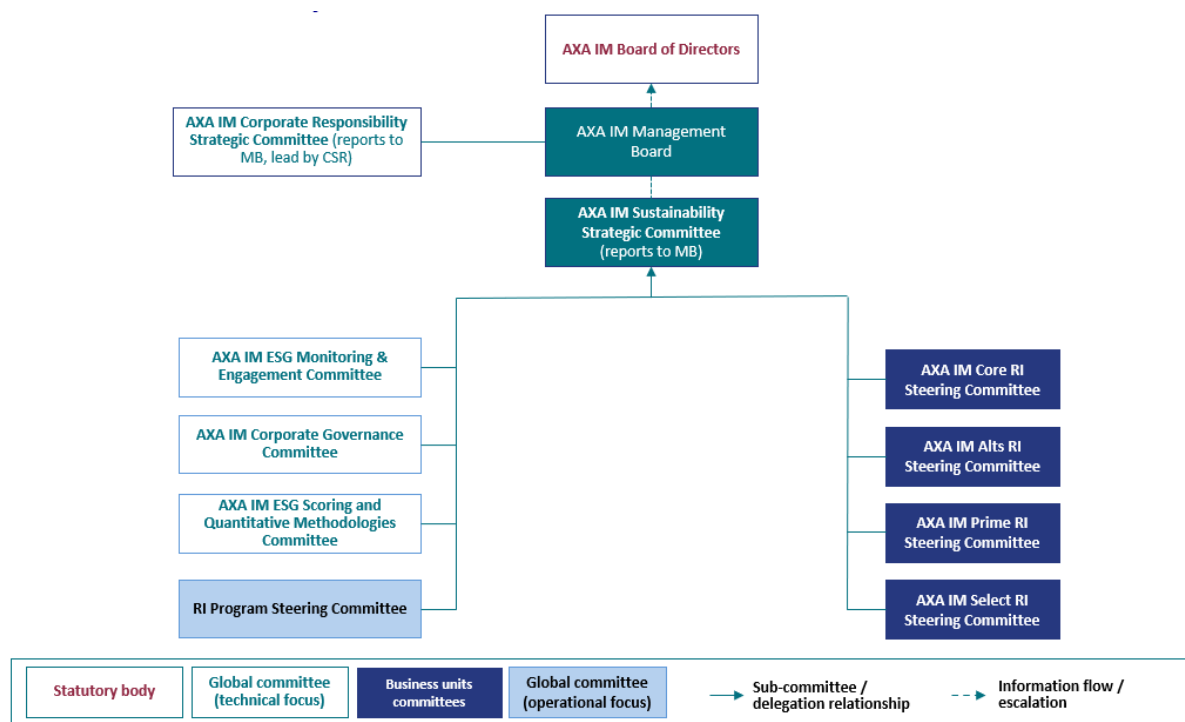 AXA IM Board of Directors
AXA IM Corporate Responsibility
Strategic Committee (reports to
MB, lead by CSR)
AXA IM Management
Board
AXA IM Sustainability
Strategic Committee
(reports to MB)
AXA IM ESG Monitoring &
Engagement Committee
AXA IM Corporate Governance
Committee
AXA IM ESG Scoring and
Quantitative Methodologies
Committee
RI Program Steering Committee
AXA IM Core RI
Steering Committee
AXA IM Alts RI
Steering Committee
AXA IM Prime RI
Steering Committee
AXA IM Select RI
Steering Committee
Statutory body
Global committee
(technical focus)
Business units
committees
Global committee
(operational focus)
Sub-committee /
delegation relationship
Information flow /
escalation